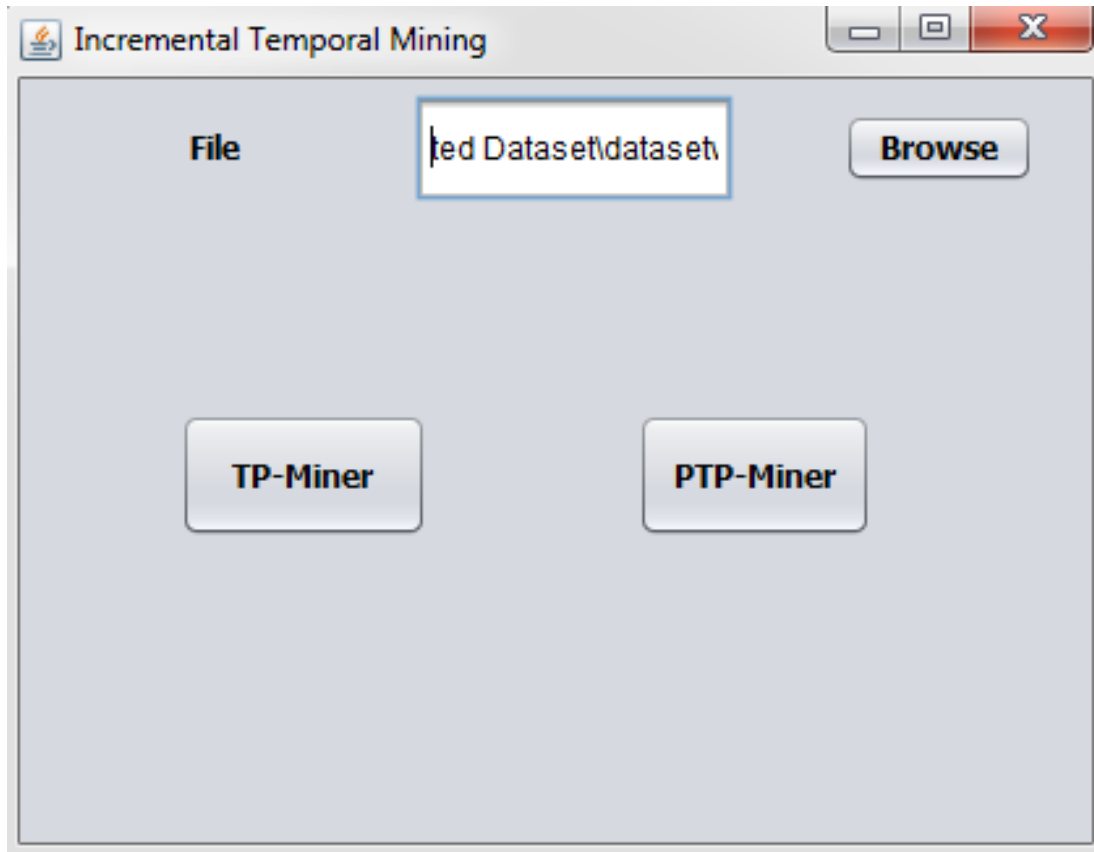 Incremental Temporal Mining
File
ted Dataset\dataset\
Browse
TP-Miner
PTP-Miner